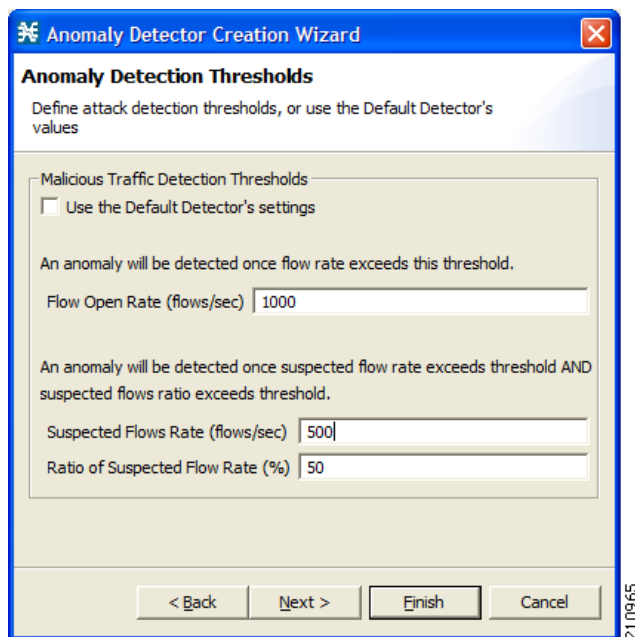 Anomaly Detector Creation Wizard
Anomaly Detection Thresholds
Define attack detection thresholds, or use the Default Detector's
values
Malicious Traffic Detection Thresholds
Use the Default Detector's settings
An anomaly will be detected once flow rate exceeds this threshold.
Flow Open Rate (flows/sec) 1000
An anomaly will be detected once suspected flow rate exceeds threshold AND
suspected flows ratio exceeds threshold.
Suspected Flows Rate (flows/sec) 500
Ratio of Suspected Flow Rate (%) 50
< Back Next > Finish Cancel
210965